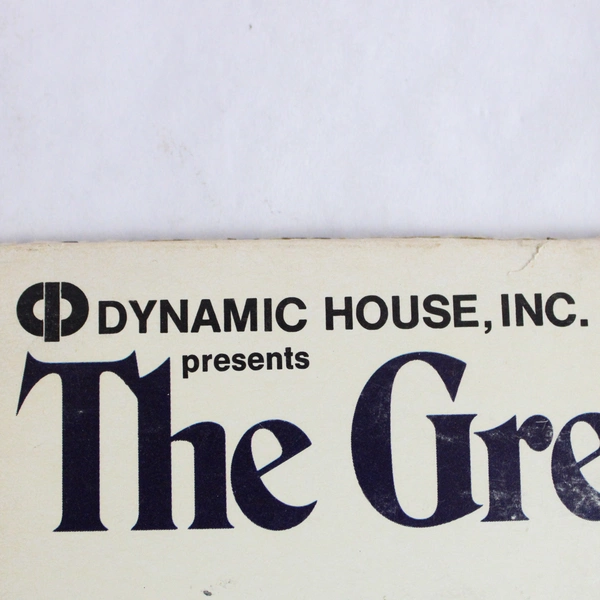 DYNAMIC HOUSE, INC.
presents
The Gre